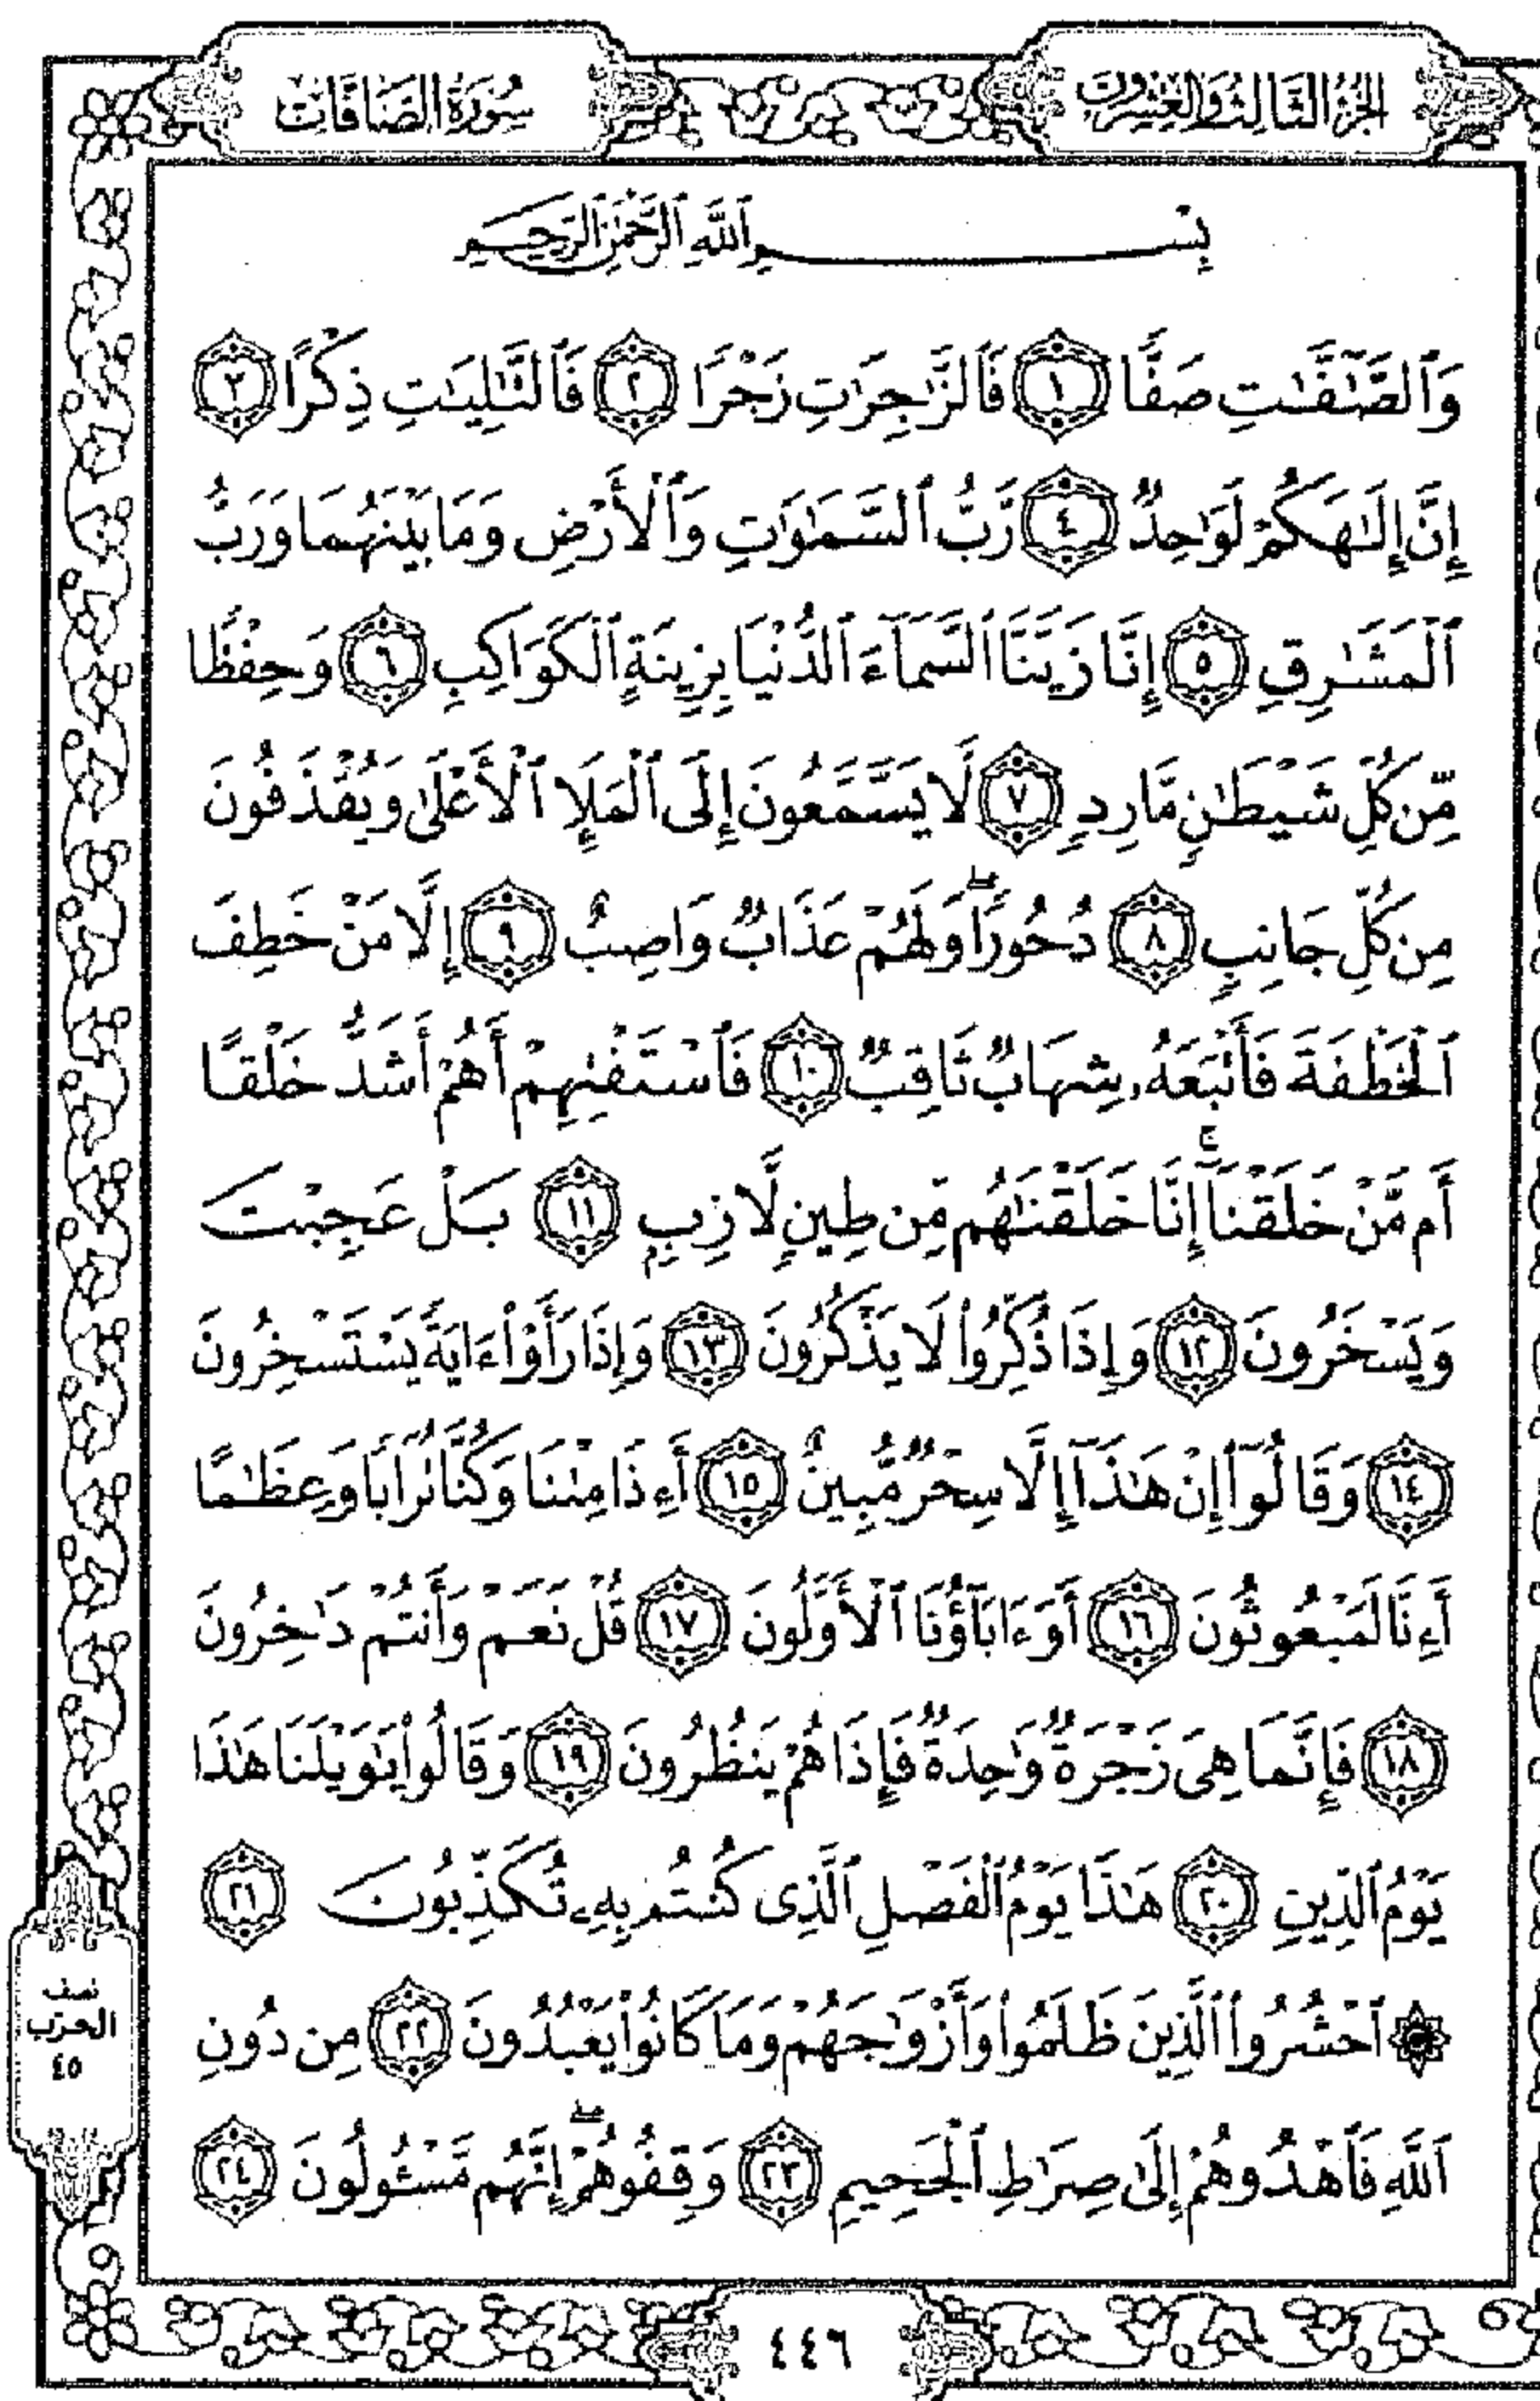 الجزء الثالث والعشرون
سورة الصافات
بِسْمِ ٱللَّهِ ٱلرَّحْمَٰنِ ٱلرَّحِيمِ
وَٱلصَّٰٓفَّٰتِ صَفًّا ١ فَٱلزَّٰجِرَٰتِ زَجْرًا ٢ فَٱلتَّٰلِيَٰتِ ذِكْرًا ٣
إِنَّ إِلَٰهَكُمْ لَوَٰحِدٌ ٤ رَّبُّ ٱلسَّمَٰوَٰتِ وَٱلْأَرْضِ وَمَا بَيْنَهُمَا وَرَبُّ
ٱلْمَشَٰرِقِ ٥ إِنَّا زَيَّنَّا ٱلسَّمَآءَ ٱلدُّنْيَا بِزِينَةٍ ٱلْكَوَاكِبِ ٦ وَحِفْظًا
مِّن كُلِّ شَيْطَٰنٍ مَّارِدٍ ٧ لَّا يَسَّمَّعُونَ إِلَى ٱلْمَلَإِ ٱلْأَعْلَىٰ وَيُقْذَفُونَ
مِن كُلِّ جَانِبٍ ٨ دُحُورًا ۖ وَلَهُمْ عَذَابٌ وَاصِبٌ ٩ إِلَّا مَنْ خَطِفَ
ٱلْخَطْفَةَ فَأَتْبَعَهُۥ شِهَابٌ ثَاقِبٌ ١٠ فَٱسْتَفْتِهِمْ أَهُمْ أَشَدُّ خَلْقًا
أَم مَّنْ خَلَقْنَآ ۚ إِنَّا خَلَقْنَٰهُم مِّن طِينٍ لَّازِبٍۭ ١١ بَلْ عَجِبْتَ
وَيَسْخَرُونَ ١٢ وَإِذَا ذُكِّرُوا۟ لَا يَذْكُرُونَ ١٣ وَإِذَا رَأَوْا۟ ءَايَةً يَسْتَسْخِرُونَ
١٤ وَقَالُوٓا۟ إِنْ هَٰذَآ إِلَّا سِحْرٌ مُّبِينٌ ١٥ أَءِذَا مِتْنَا وَكُنَّا تُرَابًا وَعِظَٰمًا
أَءِنَّا لَمَبْعُوثُونَ ١٦ أَوَءَابَآؤُنَا ٱلْأَوَّلُونَ ١٧ قُلْ نَعَمْ وَأَنتُمْ دَٰخِرُونَ
١٨ فَإِنَّمَا هِىَ زَجْرَةٌ وَٰحِدَةٌ فَإِذَا هُمْ يَنظُرُونَ ١٩ وَقَالُوا۟ يَٰوَيْلَنَا هَٰذَا
يَوْمُ ٱلدِّينِ ٢٠ هَٰذَا يَوْمُ ٱلْفَصْلِ ٱلَّذِى كُنتُم بِهِۦ تُكَذِّبُونَ ٢١
۞ ٱحْشُرُوا۟ ٱلَّذِينَ ظَلَمُوا۟ وَأَزْوَٰجَهُمْ وَمَا كَانُوا۟ يَعْبُدُونَ ٢٢ مِن دُونِ
ٱللَّهِ فَٱهْدُوهُمْ إِلَىٰ صِرَٰطِ ٱلْجَحِيمِ ٢٣ وَقِفُوهُمْ ۖ إِنَّهُم مَّسْـُٔولُونَ ٢٤
نصف
الحزب
٤٥
٤٤٦